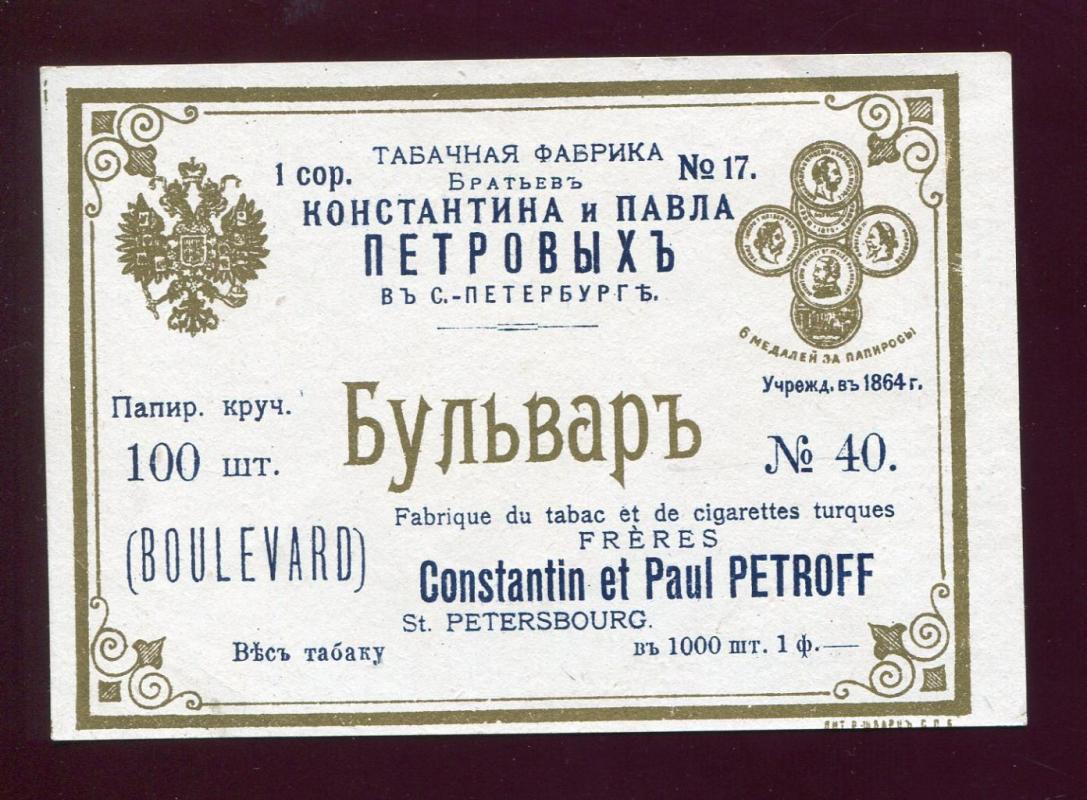 ТАБАЧНАЯ ФАБРИКА
1 сор.
№ 17.
БРАТЬЕВЪ
КОНСТАНТИНА и ПАВЛА
ПЕТРОВЫХЪ
ВЪ С.-ПЕТЕРБУРГѢ.
6 МЕДАЛЕЙ ЗА ПАПИРОСЫ
Учрежд. въ 1864 г.
Папир. круч.
100 шт.
Бульваръ
№ 40.
(BOULEVARD)
Fabrique du tabac et de cigarettes turques
FRÈRES
Constantin et Paul PETROFF
St. PETERSBOURG.
Вѣсъ табаку
въ 1000 шт. 1 ф.—